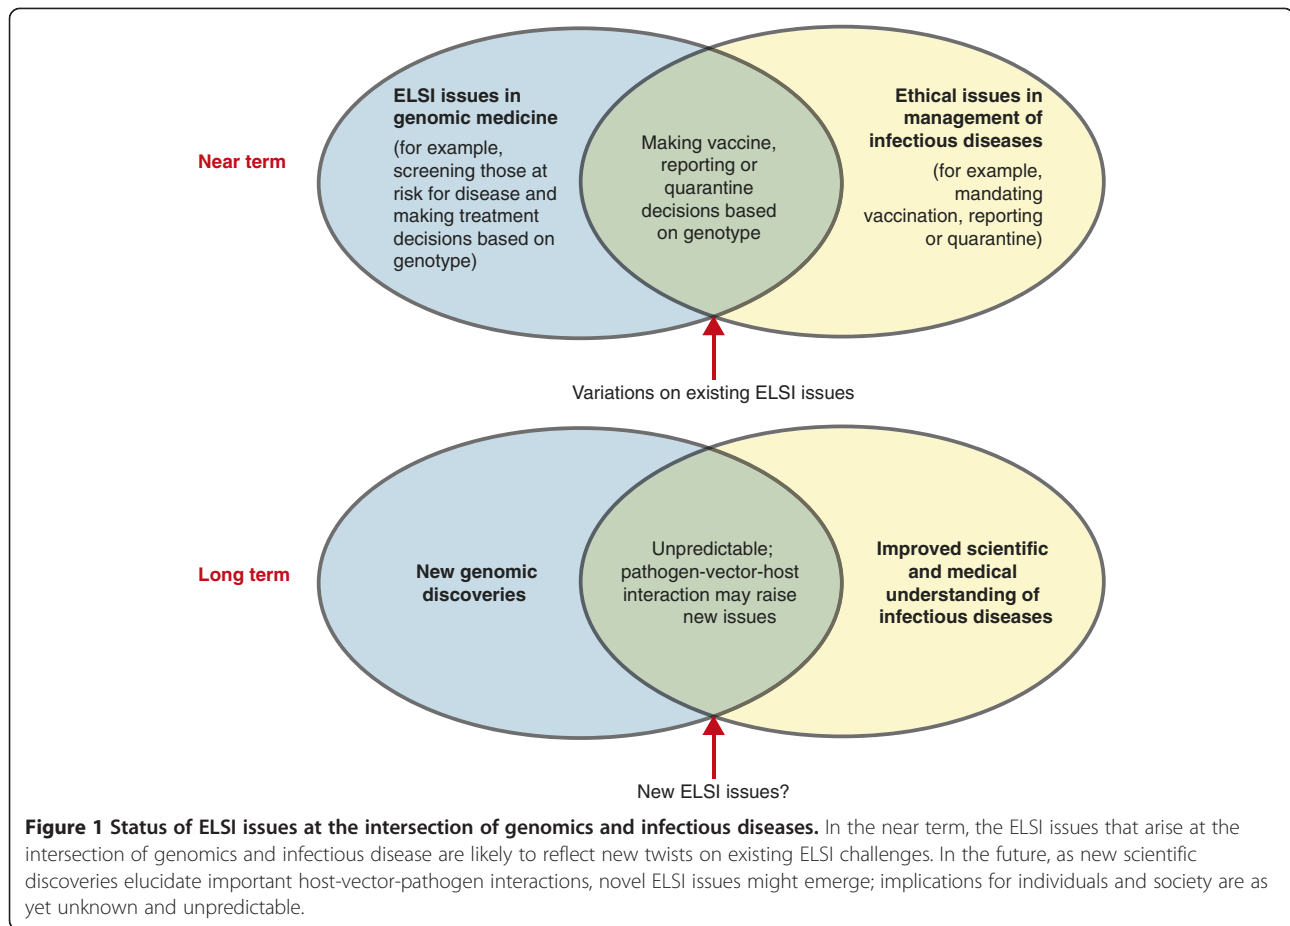 Near term
ELSI issues in
genomic medicine
(for example,
screening those at
risk for disease and
making treatment
decisions based on
genotype)
Making vaccine,
reporting or
quarantine
decisions based
on genotype
Ethical issues in
management of
infectious diseases
(for example,
mandating
vaccination, reporting
or quarantine)
Variations on existing ELSI issues
Long term
New genomic
discoveries
Unpredictable;
pathogen-vector-host
interaction may raise
new issues
Improved scientific
and medical
understanding of
infectious diseases
New ELSI issues?
Figure 1 Status of ELSI issues at the intersection of genomics and infectious diseases. In the near term, the ELSI issues that arise at the
intersection of genomics and infectious disease are likely to reflect new twists on existing ELSI challenges. In the future, as new scientific
discoveries elucidate important host-vector-pathogen interactions, novel ELSI issues might emerge; implications for individuals and society are as
yet unknown and unpredictable.